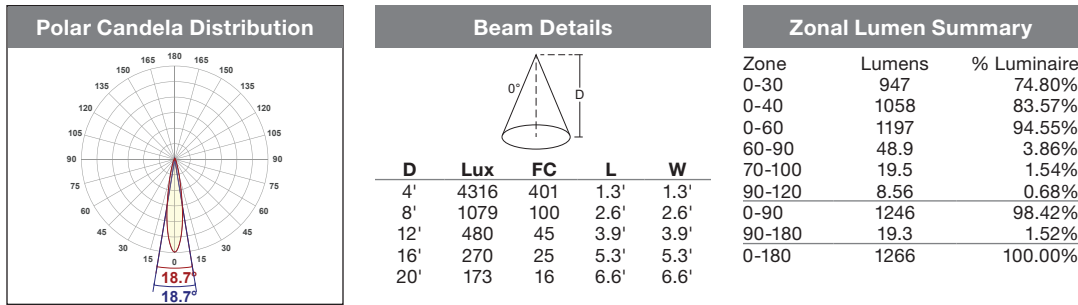 Polar Candela Distribution
180
165 165
150 150
135 135
120 120
105 105
90 90
75 75
60 60
45 45
30 30
15 0 15
18.7°
18.7°
Beam Details
0°
D
D Lux FC L W
4' 4316 401 1.3' 1.3'
8' 1079 100 2.6' 2.6'
12' 480 45 3.9' 3.9'
16' 270 25 5.3' 5.3'
20' 173 16 6.6' 6.6'
Zonal Lumen Summary
Zone Lumens % Luminaire
0-30 947 74.80%
0-40 1058 83.57%
0-60 1197 94.55%
60-90 48.9 3.86%
70-100 19.5 1.54%
90-120 8.56 0.68%
0-90 1246 98.42%
90-180 19.3 1.52%
0-180 1266 100.00%